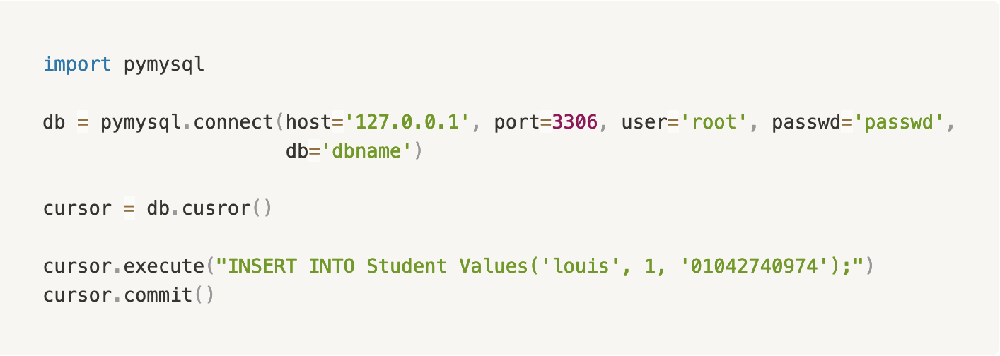 import pymysql
db = pymysql.connect(host='127.0.0.1', port=3306, user='root', passwd='passwd',
db='dbname')
cursor = db.cusror()
cursor.execute("INSERT INTO Student Values('louis', 1, '01042740974');")
cursor.commit()